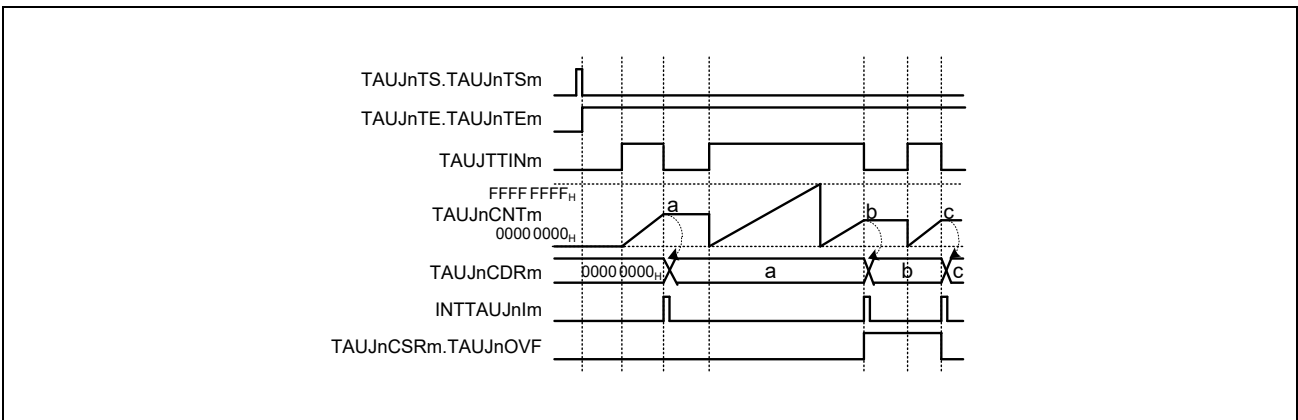 TAUJnTS.TAUJnTSm
TAUJnTE.TAUJnTEm
TAUJTTINm
FFFF FFFFH
TAUJnCNTm
0000 0000H
a b c
TAUJnCDRm
0000 0000H a b c
INTTAUJnIm
TAUJnCSRm.TAUJnOVF